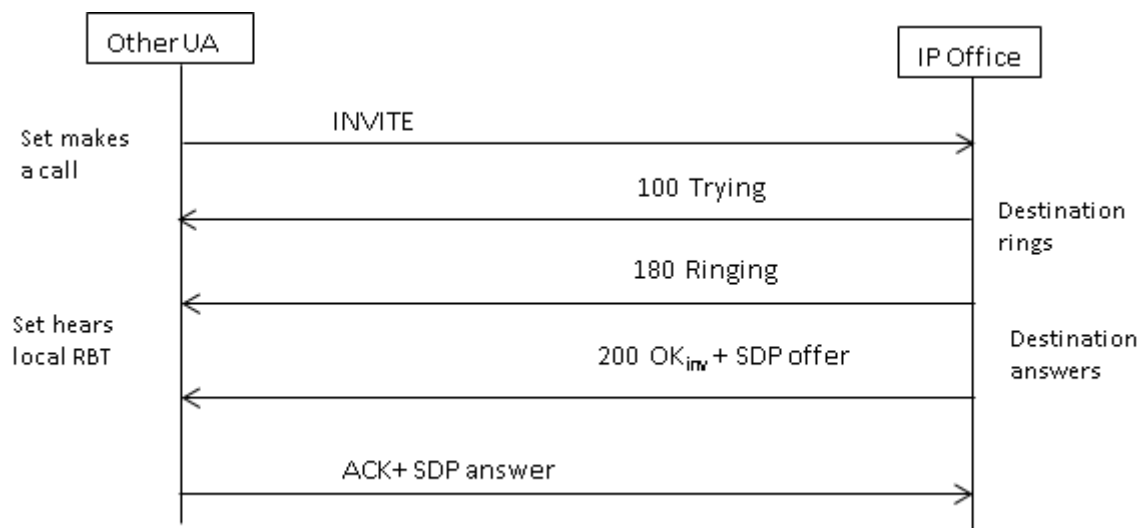 Other UA
IP Office
INVITE
Set makes
a call
100 Trying
Destination
rings
180 Ringing
Set hears
local RBT
200 OKinv + SDP offer
Destination
answers
ACK+ SDP answer